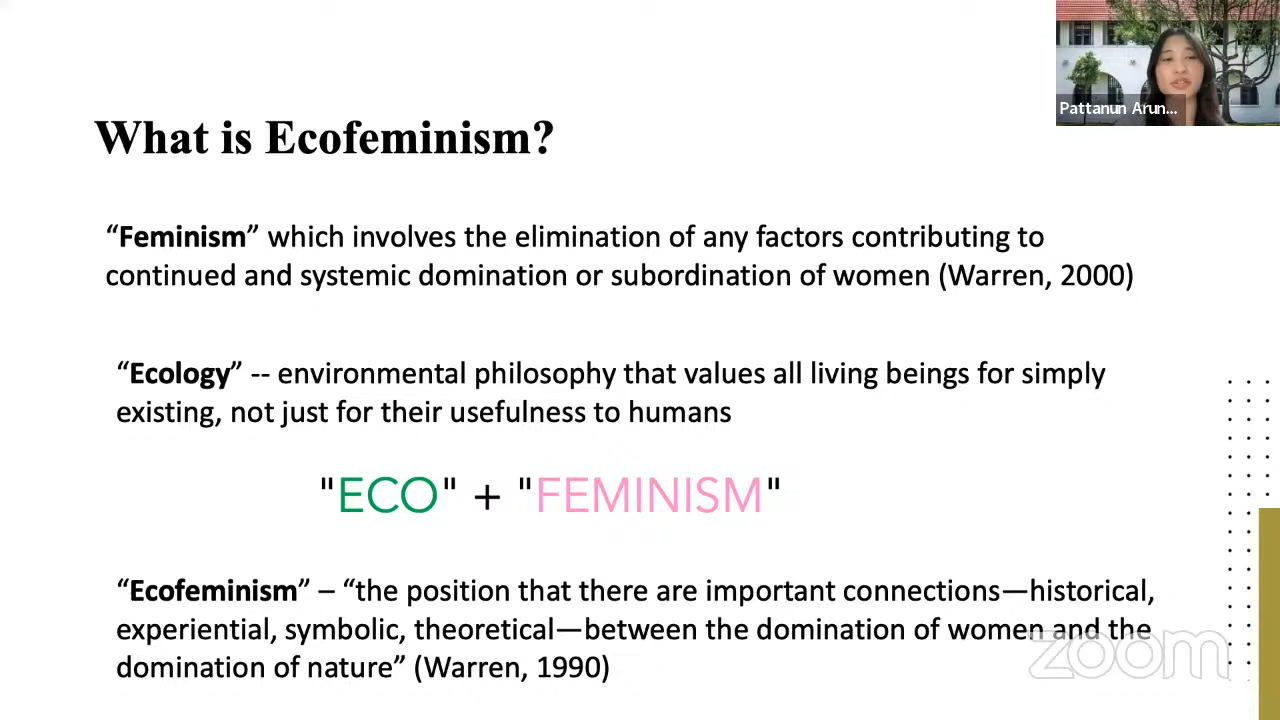 Pattanun Arun...
What is Ecofeminism?
“Feminism” which involves the elimination of any factors contributing to
continued and systemic domination or subordination of women (Warren, 2000)
“Ecology” -- environmental philosophy that values all living beings for simply
existing, not just for their usefulness to humans
"ECO" + "FEMINISM"
“Ecofeminism” – “the position that there are important connections—historical,
experiential, symbolic, theoretical—between the domination of women and the
domination of nature” (Warren, 1990)
zoom